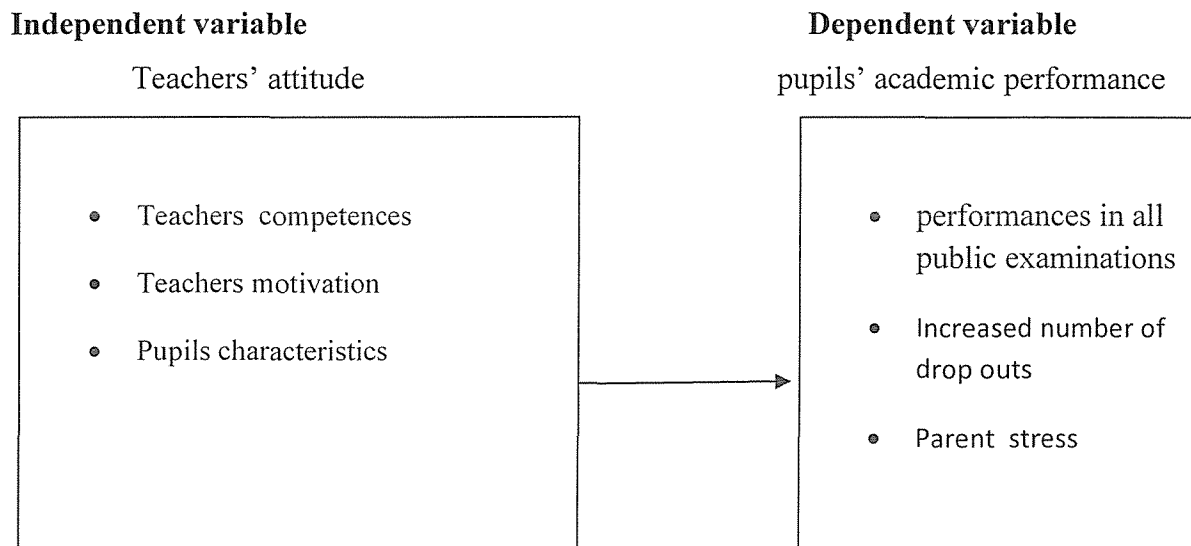 Independent variable
Teachers' attitude
Teachers competences
Teachers motivation
Pupils characteristics
Dependent variable
pupils' academic performance
performances in all
public examinations
Increased number of
drop outs
Parent stress